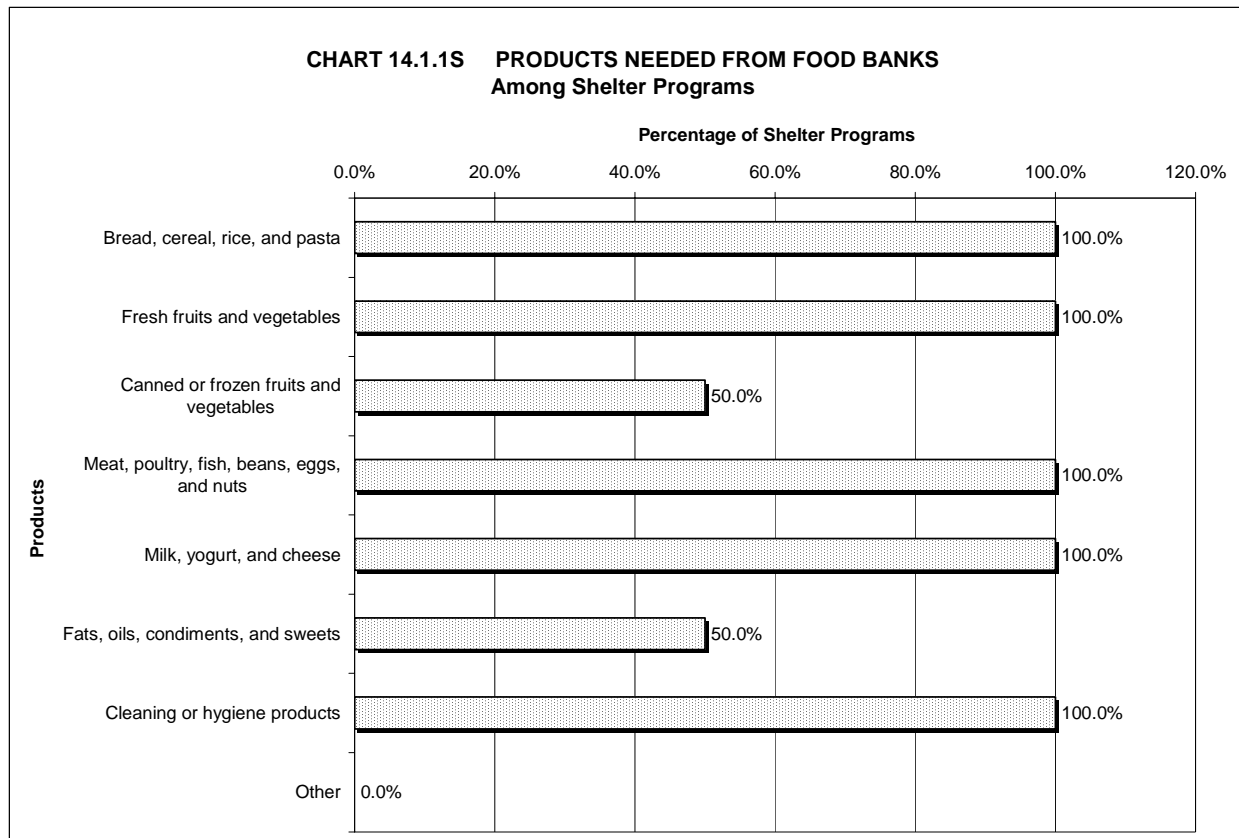 CHART 14.1.1S PRODUCTS NEEDED FROM FOOD BANKS
Among Shelter Programs
Percentage of Shelter Programs
0.0% 20.0% 40.0% 60.0% 80.0% 100.0% 120.0%
Bread, cereal, rice, and pasta 100.0%
Fresh fruits and vegetables 100.0%
Canned or frozen fruits and
vegetables 50.0%
Meat, poultry, fish, beans, eggs,
and nuts 100.0%
Milk, yogurt, and cheese 100.0%
Fats, oils, condiments, and sweets 50.0%
Cleaning or hygiene products 100.0%
Other 0.0%
Products